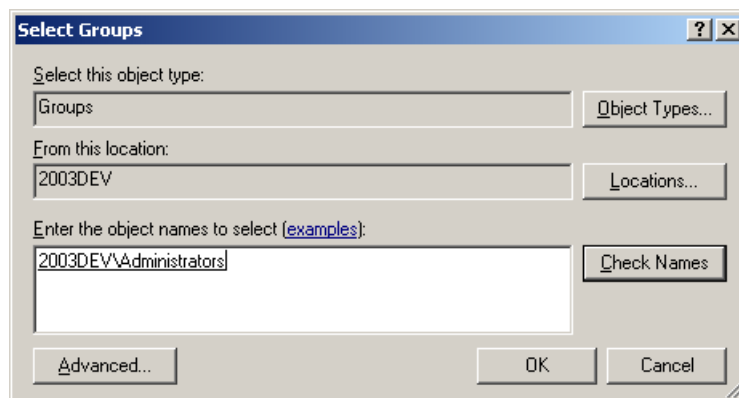 Select Groups
Select this object type:
Groups
Object Types...
From this location:
2003DEV
Locations...
Enter the object names to select (examples):
2003DEV\Administrators
Check Names
Advanced...
OK
Cancel